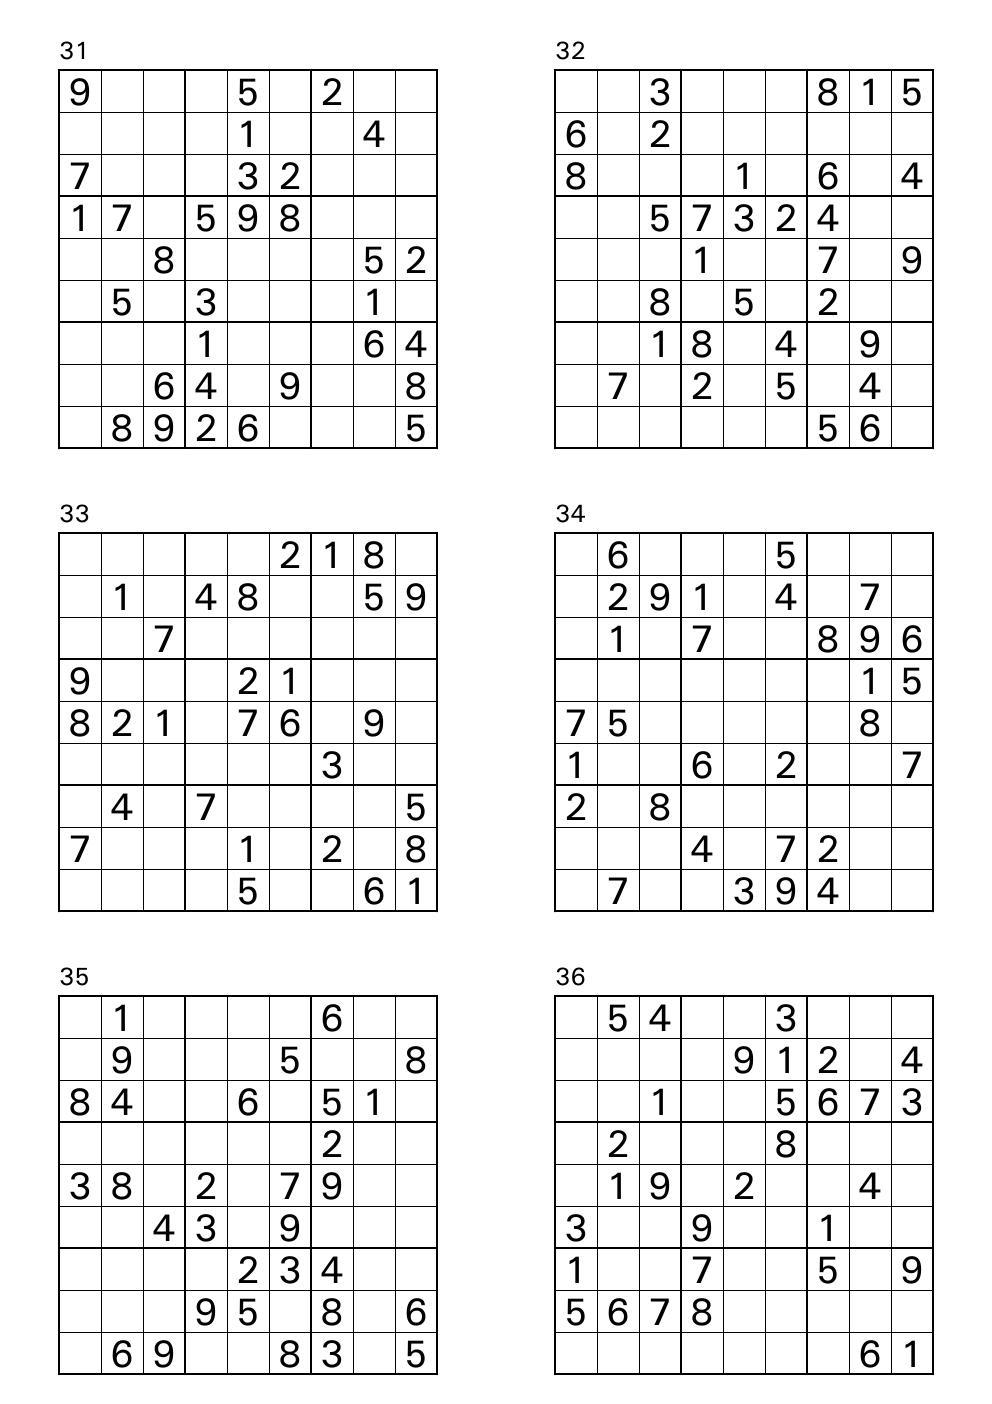 31 32
9 5 2 3 8 1 5
1 4 6 2
7 3 2 8 1 6 4
1 7 5 9 8 5 7 3 2 4
8 5 2 1 7 9
5 3 1 8 5 2
1 6 4 1 8 4 9
6 4 9 8 7 2 5 4
8 9 2 6 5 5 6
33 34
2 1 8 6 5
1 4 8 5 9 2 9 1 4 7
7 1 7 8 9 6
9 2 1 1 5
8 2 1 7 6 9 7 5 8
3 1 6 2 7
4 7 5 2 8
7 1 2 8 4 7 2
5 6 1 7 3 9 4
35 36
1 6 5 4 3
9 5 8 9 1 2 4
8 4 6 5 1 1 5 6 7 3
2 2 8
3 8 2 7 9 1 9 2 4
4 3 9 3 9 1
2 3 4 1 7 5 9
9 5 8 6 5 6 7 8
6 9 8 3 5 6 1